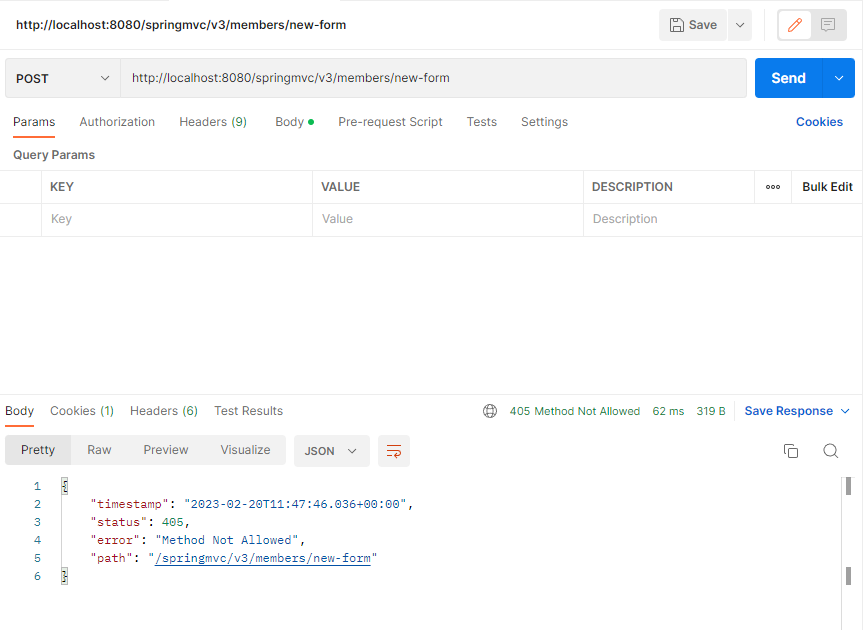 http://localhost:8080/springmvc/v3/members/new-form Save
POST http://localhost:8080/springmvc/v3/members/new-form Send
Params Authorization Headers (9) Body Pre-request Script Tests Settings Cookies
Query Params
KEY VALUE DESCRIPTION Bulk Edit
Key Value Description
Body Cookies (1) Headers (6) Test Results 405 Method Not Allowed 62 ms 319 B Save Response
Pretty Raw Preview Visualize JSON
1 {
2 "timestamp": "2023-02-20T11:47:46.036+00:00",
3 "status": 405,
4 "error": "Method Not Allowed",
5 "path": "/springmvc/v3/members/new-form"
6 }